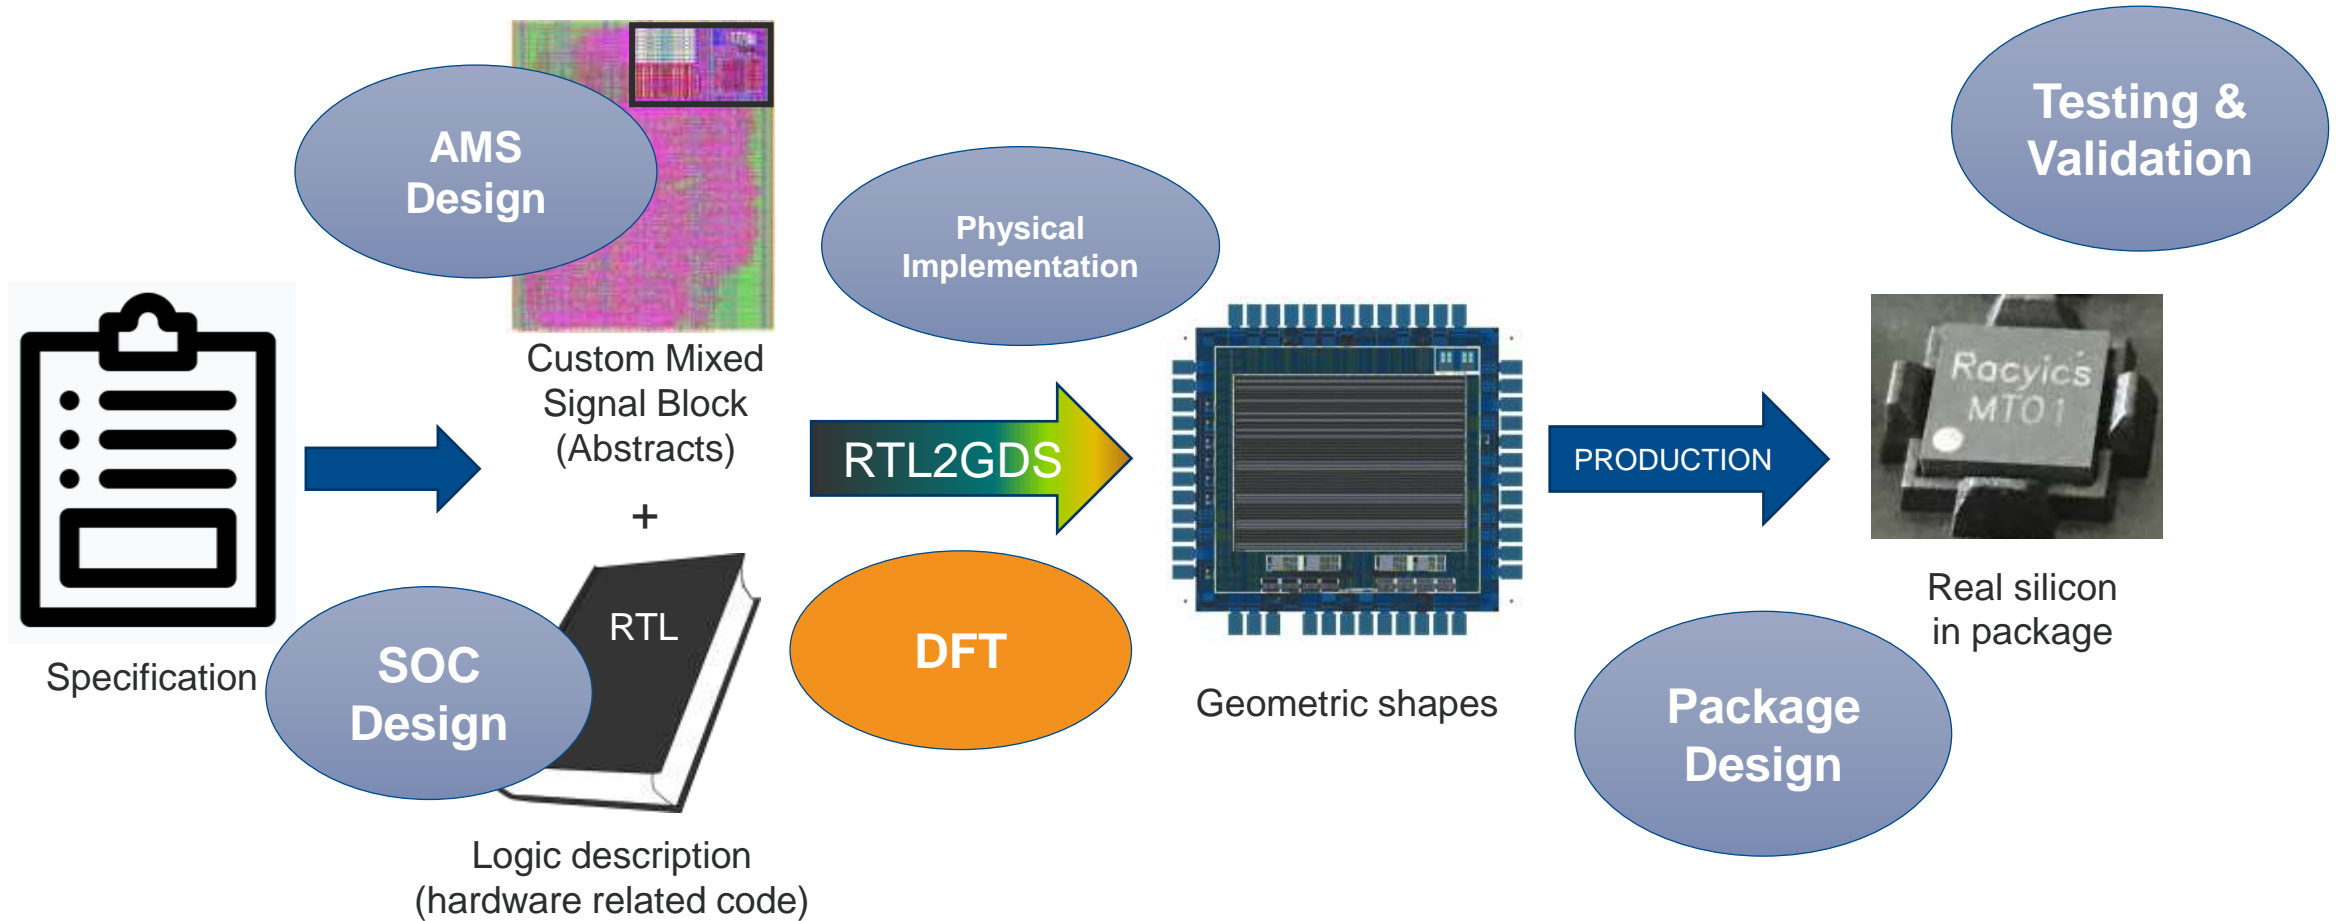 AMS
Design
Custom Mixed
Signal Block
(Abstracts)
+
RTL
SOC
Design
Specification
Logic description
(hardware related code)
Physical
Implementation
RTL2GDS
DFT
Geometric shapes
PRODUCTION
Package
Design
Testing &
Validation
Racyics
MT01
Real silicon
in package